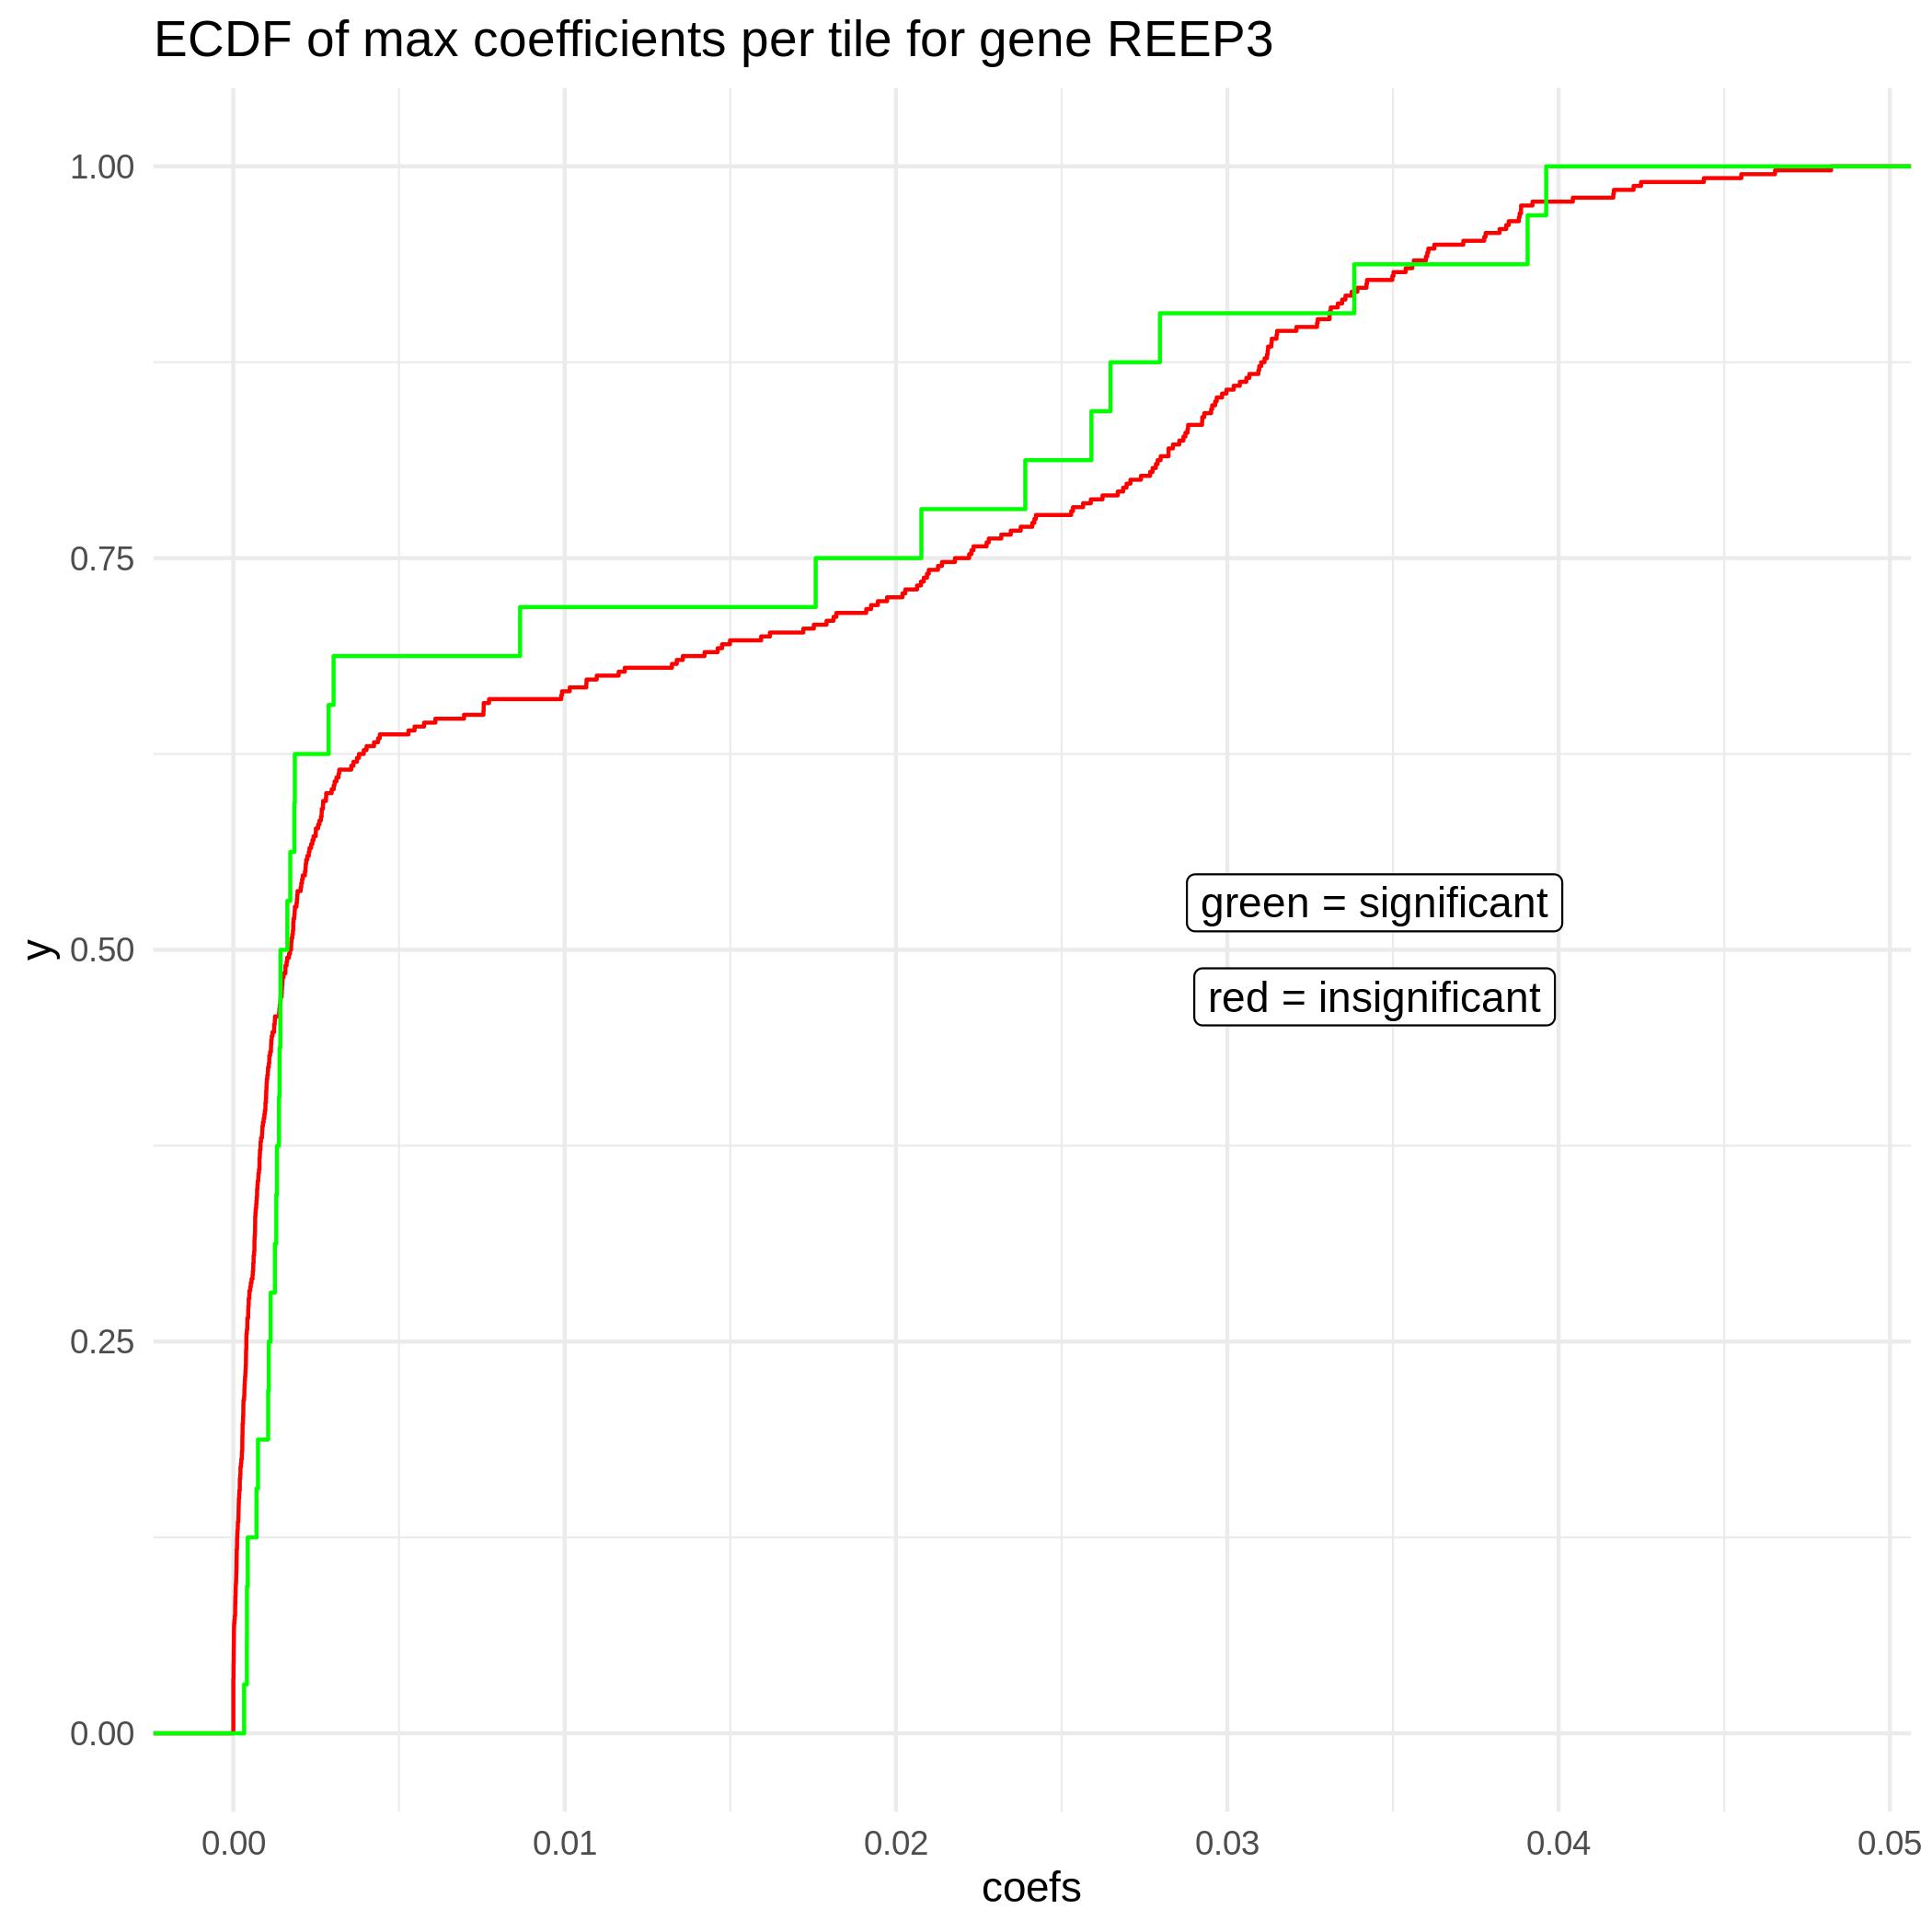 ECDF of max coefficients per tile for gene REEP3
1.00
0.75
0.50
0.25
0.00
y
green = significant
red = insignificant
0.00 0.01 0.02 0.03 0.04 0.05
coefs